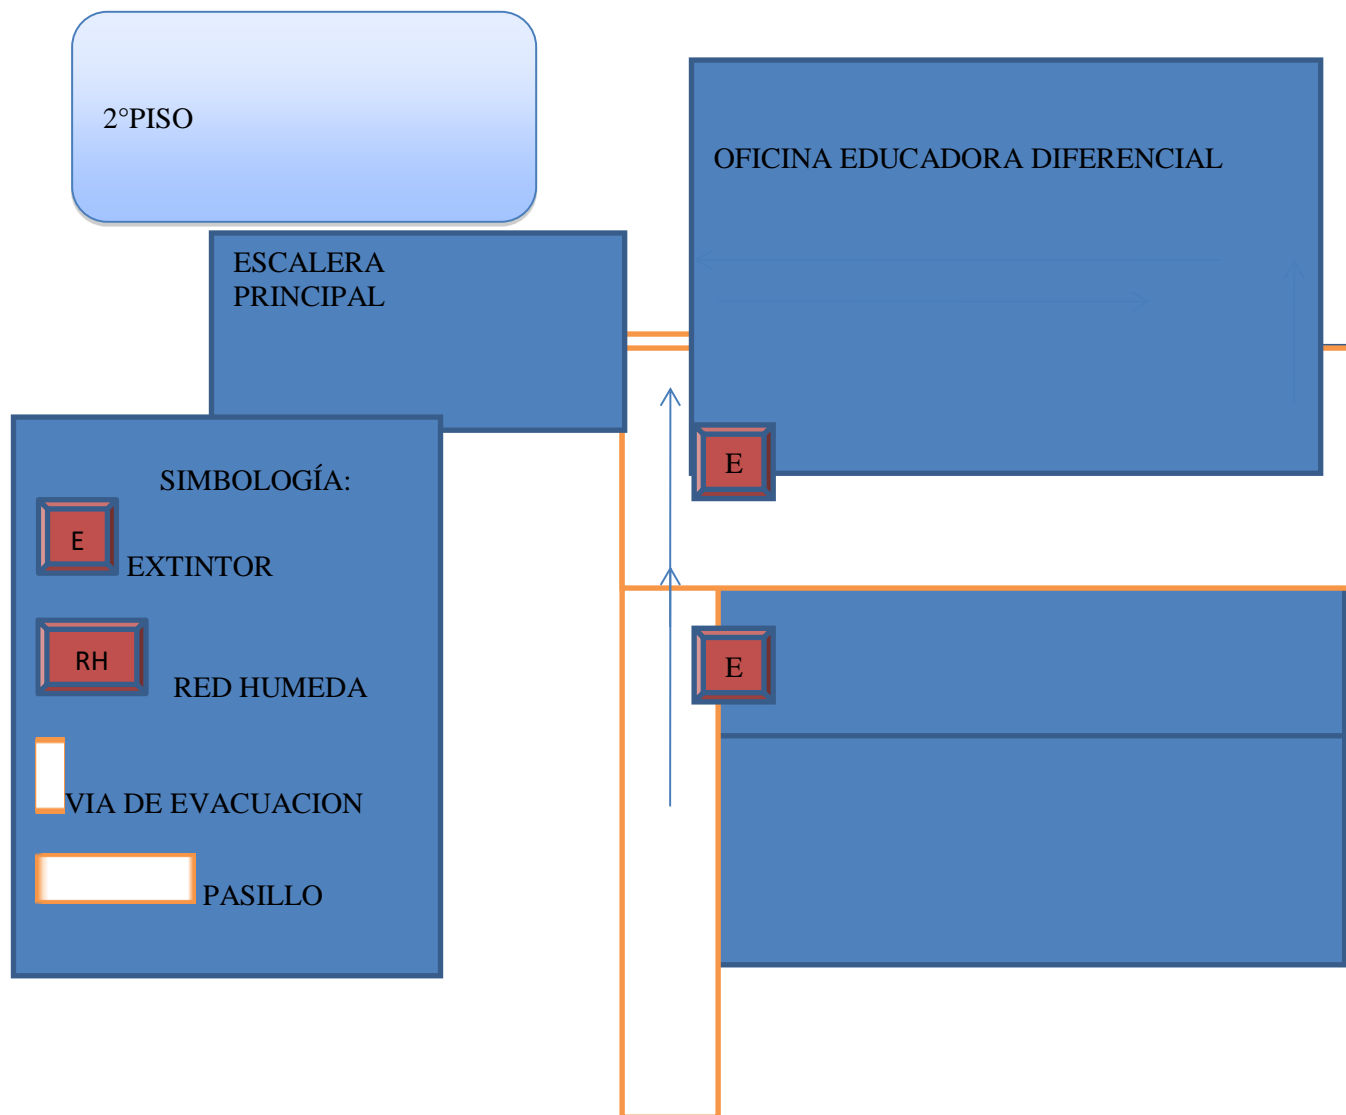 2°PISO
OFICINA EDUCADORA DIFERENCIAL
ESCALERA
PRINCIPAL
E
SIMBOLOGÍA:
E
EXTINTOR
RH
RED HUMEDA
VIA DE EVACUACION
PASILLO
E